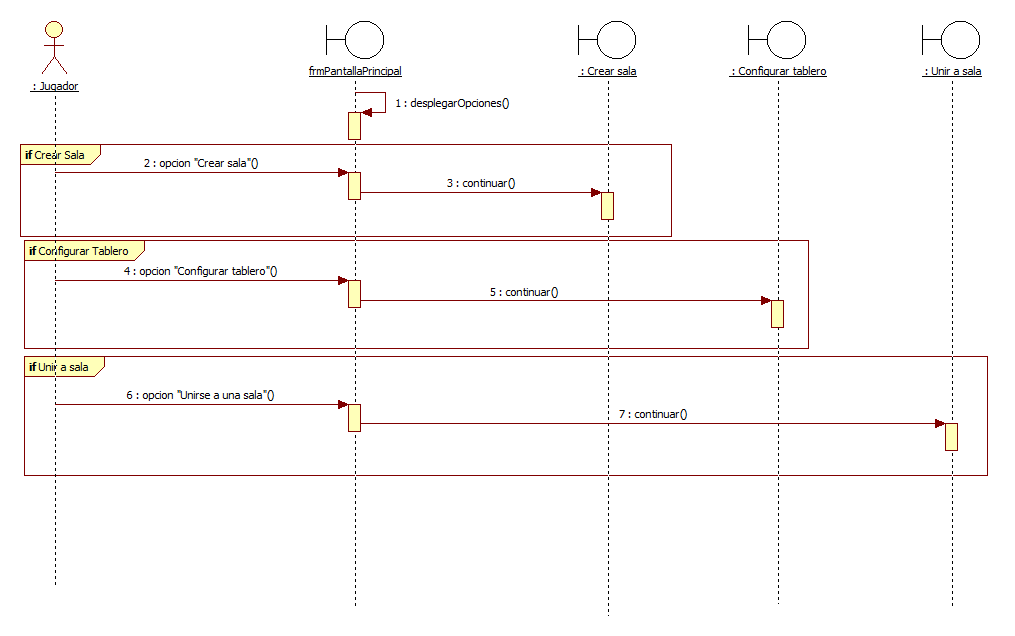 : Jugador
frmPantallaPrincipal
: Crear sala
: Configurar tablero
: Unir a sala
1 : desplegarOpciones()
if Crear Sala
2 : opcion "Crear sala"()
3 : continuar()
if Configurar Tablero
4 : opcion "Configurar tablero"()
5 : continuar()
if Unir a sala
6 : opcion "Unirse a una sala"()
7 : continuar()